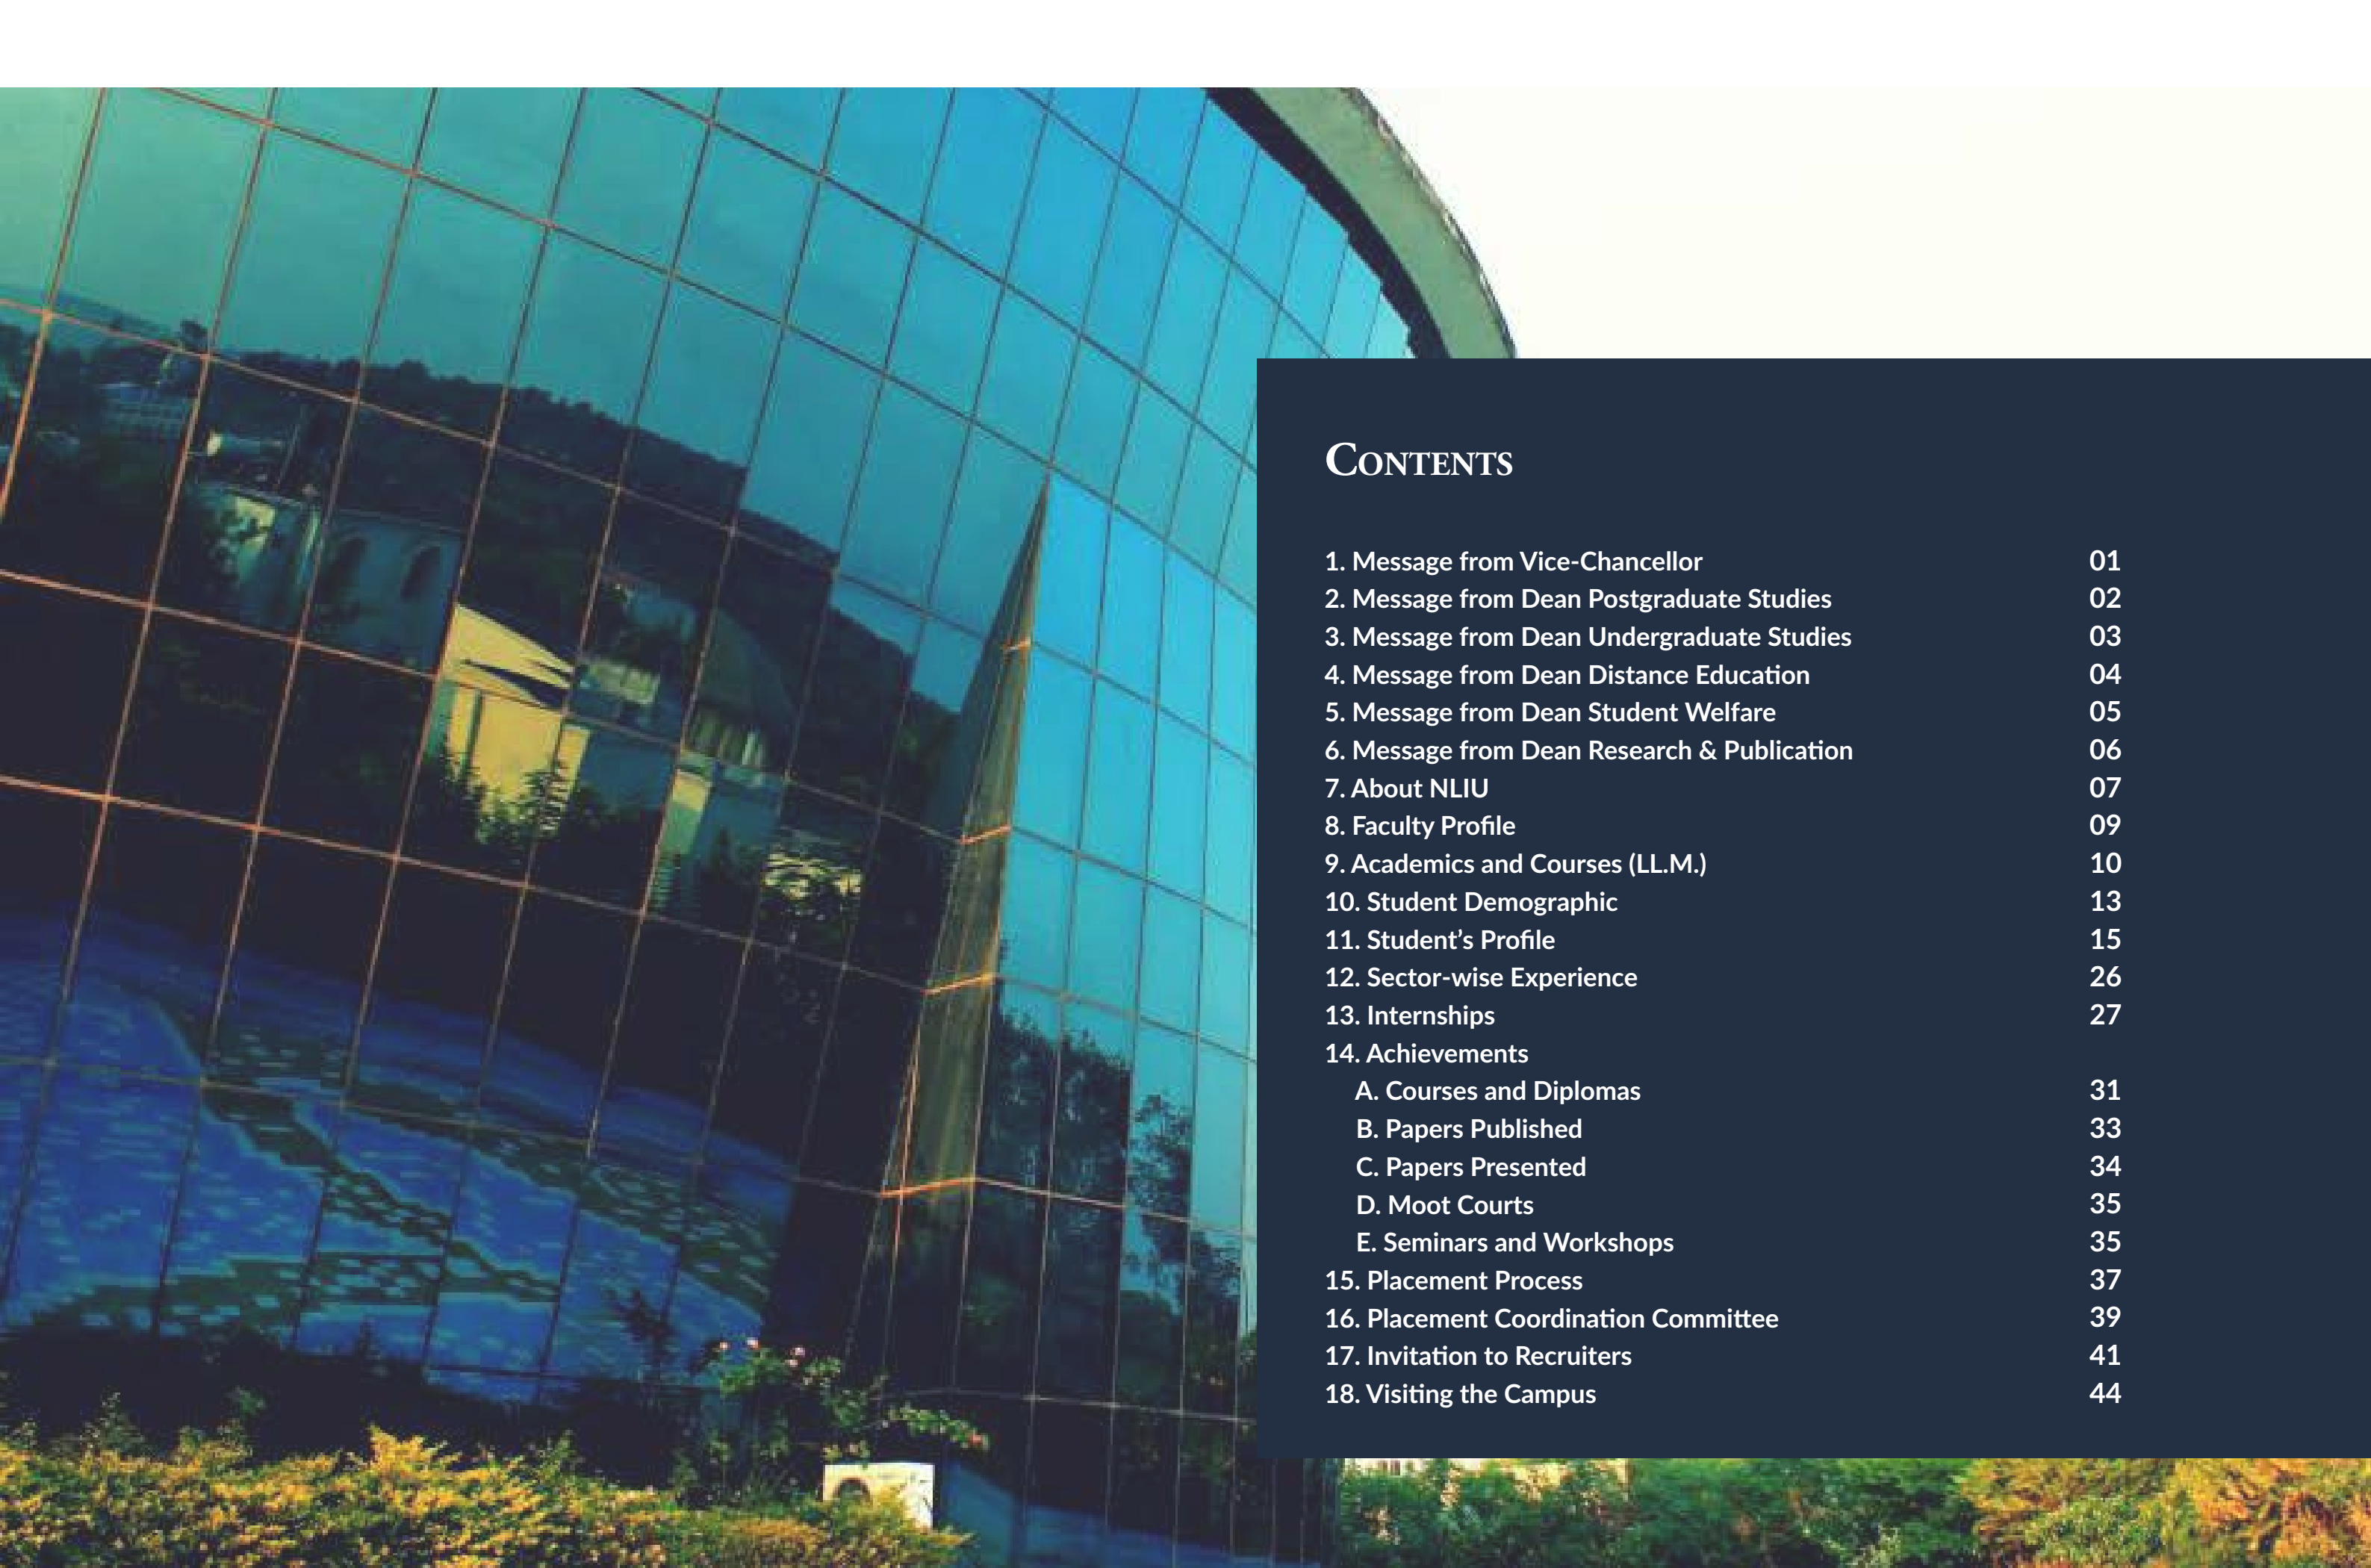 CONTENTS
1. Message from Vice-Chancellor 01
2. Message from Dean Postgraduate Studies 02
3. Message from Dean Undergraduate Studies 03
4. Message from Dean Distance Education 04
5. Message from Dean Student Welfare 05
6. Message from Dean Research & Publication 06
7. About NLIU 07
8. Faculty Profile 09
9. Academics and Courses (LL.M.) 10
10. Student Demographic 13
11. Student’s Profile 15
12. Sector-wise Experience 26
13. Internships 27
14. Achievements
A. Courses and Diplomas 31
B. Papers Published 33
C. Papers Presented 34
D. Moot Courts 35
E. Seminars and Workshops 35
15. Placement Process 37
16. Placement Coordination Committee 39
17. Invitation to Recruiters 41
18. Visiting the Campus 44